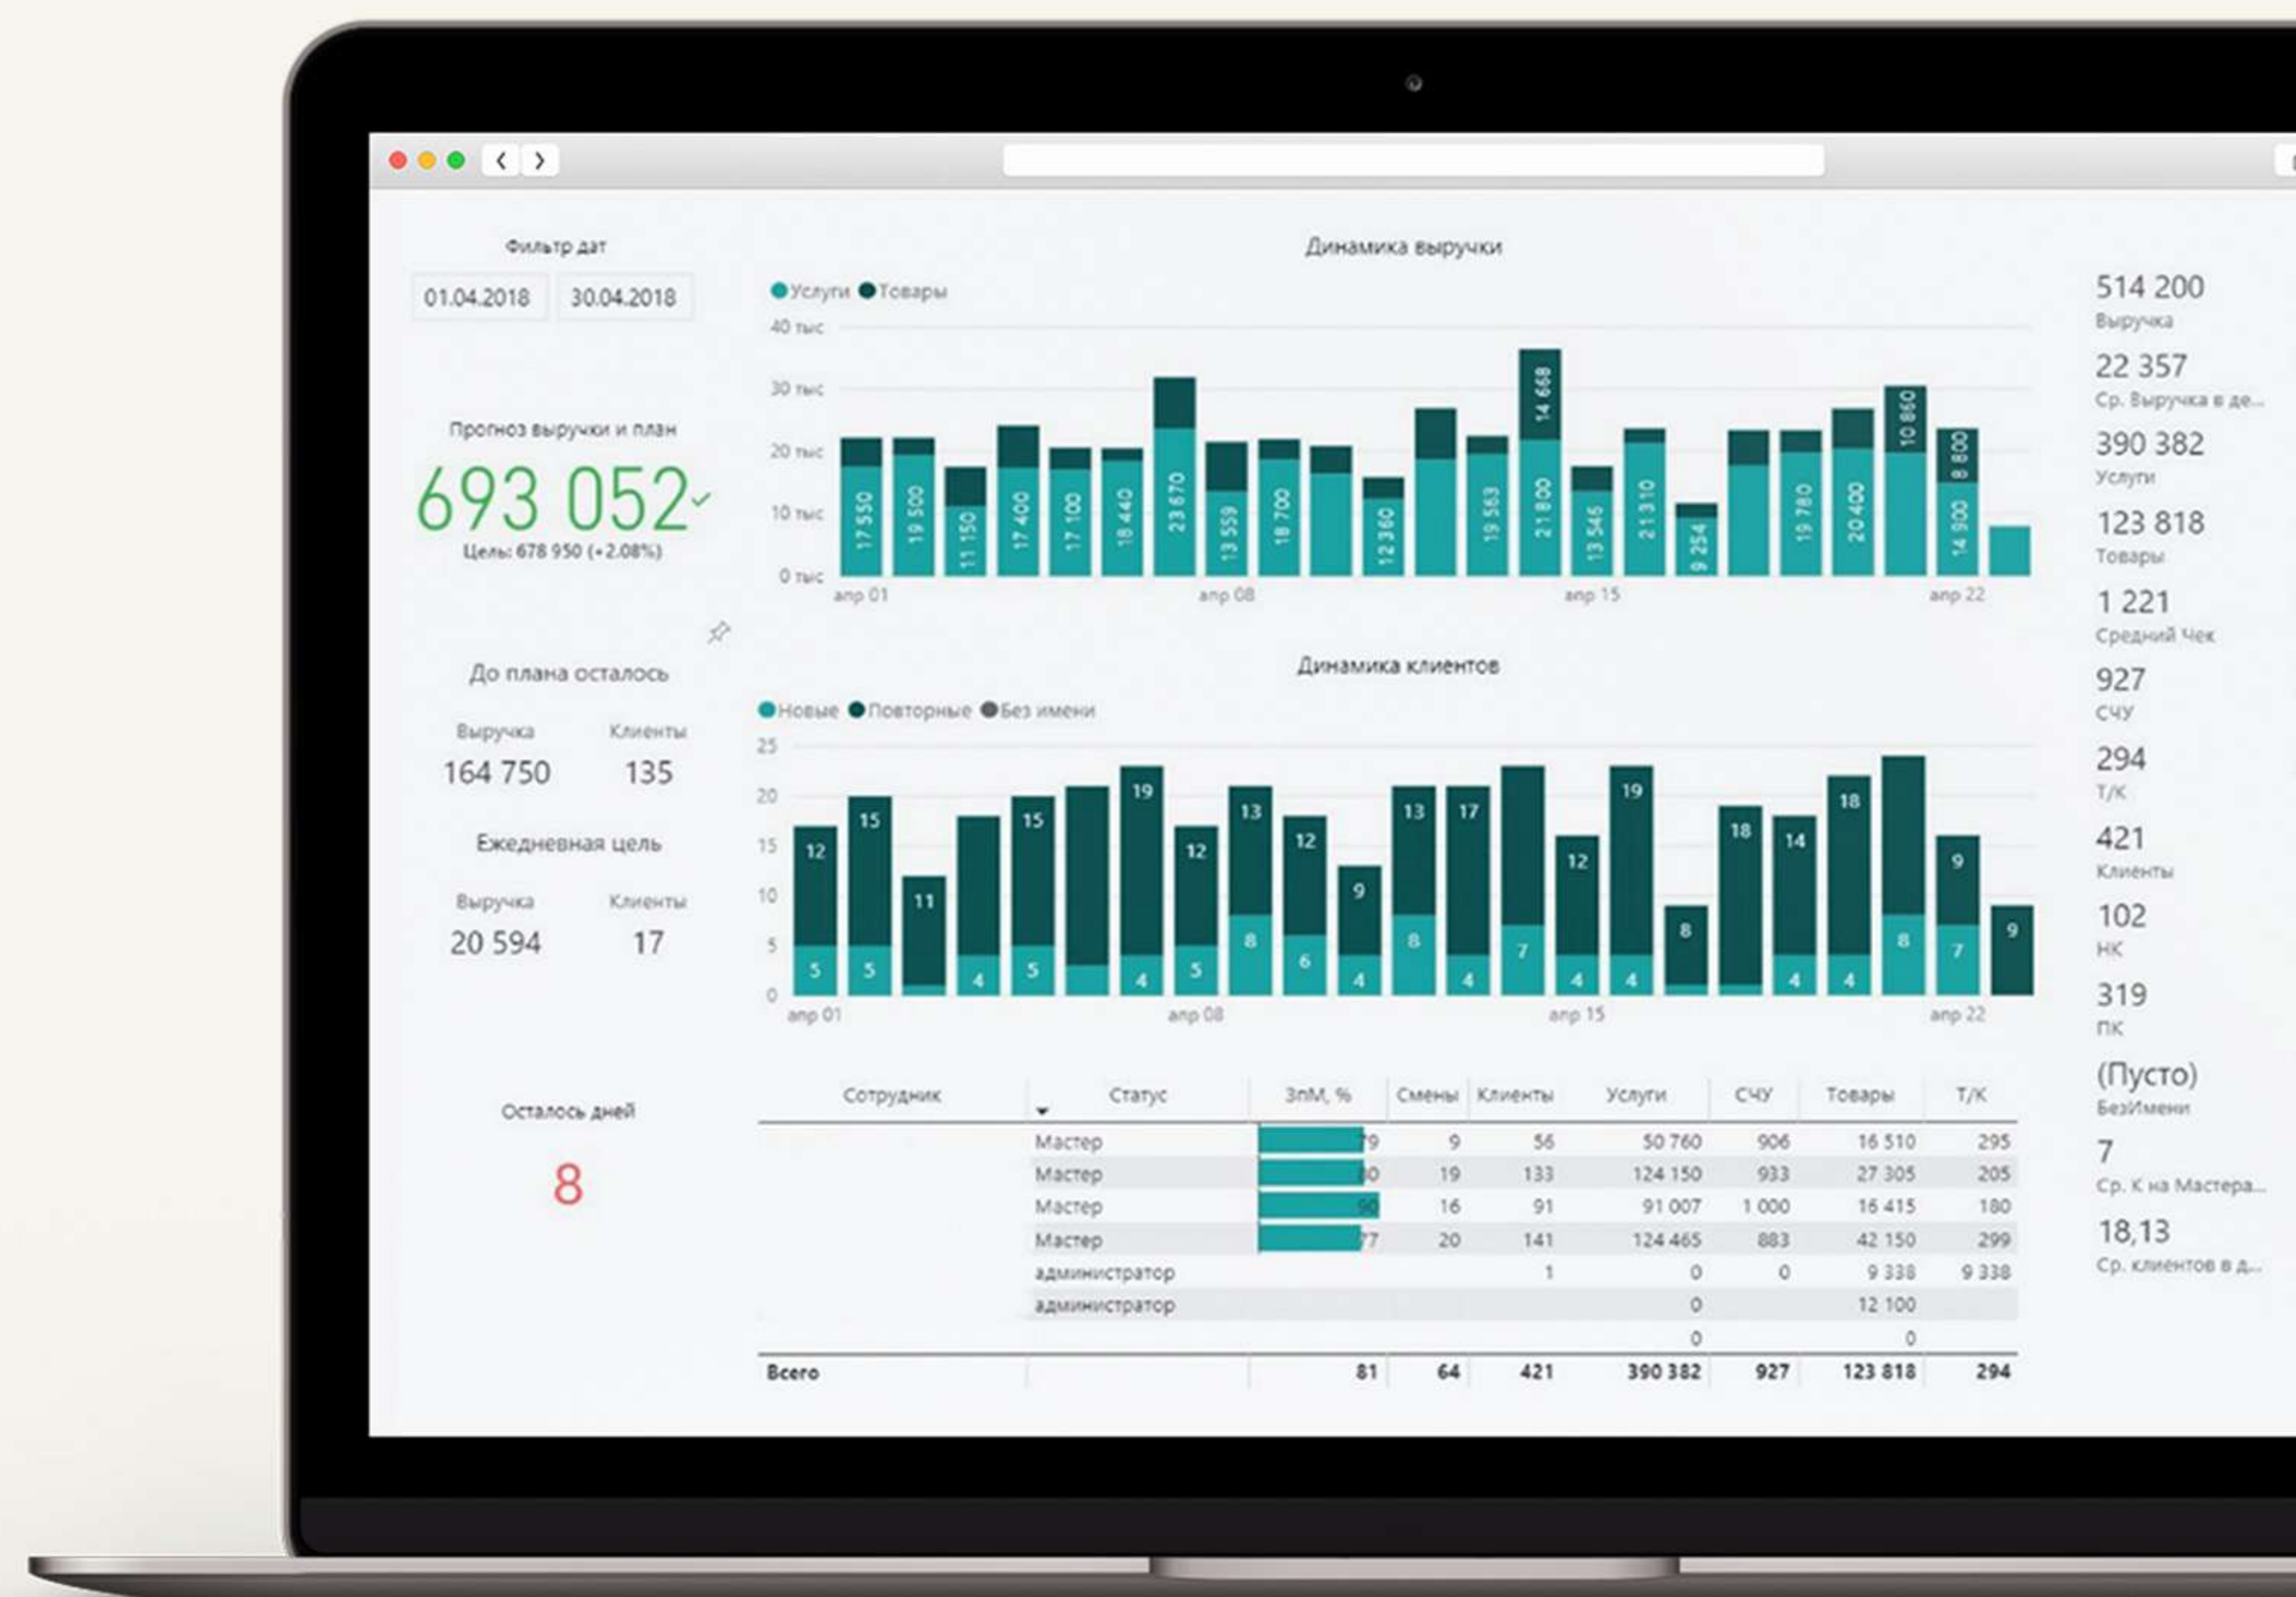 Фильтр дат
01.04.2018 30.04.2018
Прогноз выручки и план
693 052
Цель: 678 950 (+2.08%)
До плана осталось
Выручка Клиенты
164 750 135
Ежедневная цель
Выручка Клиенты
20 594 17
Осталось дней
8
Динамика выручки
Услуги Товары
40 тыс
30 тыс
20 тыс
10 тыс
0 тыс
14 668 10 860 8 800
17 550 19 500 11 150 17 400 17 100 18 440 23 670 13 559 18 700 12 360 19 563 21 800 13 546 21 310 9 254 19 780 20 400 14 900
апр 01 апр 08 апр 15 апр 22
Динамика клиентов
Новые Повторные Без имени
25
20
15
10
5
0
12 15 11 15 19 12 13 12 9 13 17 12 19 8 18 14 18 9 9
5 5 4 5 4 5 8 6 4 8 4 7 4 4 4 4 8 7
апр 01 апр 08 апр 15 апр 22
Сотрудник Статус ЗпМ, % Смены Клиенты Услуги СЧУ Товары Т/К
Мастер 79 9 56 50 760 906 16 510 295
Мастер 80 19 133 124 150 933 27 305 205
Мастер 90 16 91 91 007 1 000 16 415 180
Мастер 77 20 141 124 465 883 42 150 299
администратор 1 0 0 9 338 9 338
администратор 0 12 100
0 0
Всего 81 64 421 390 382 927 123 818 294
514 200
Выручка
22 357
Ср. Выручка в де...
390 382
Услуги
123 818
Товары
1 221
Средний Чек
927
СЧУ
294
Т/К
421
Клиенты
102
НК
319
ПК
(Пусто)
БезИмени
7
Ср. К на Мастера...
18,13
Ср. клиентов в д...